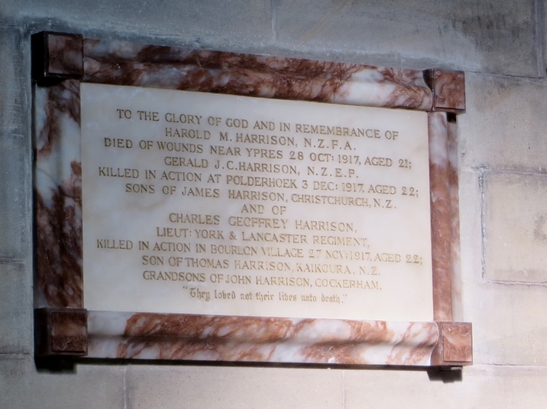 TO THE GLORY OF GOD AND IN REMEMBRANCE OF
HAROLD M. HARRISON, N.Z.F.A.
DIED OF WOUNDS NEAR YPRES 28 OCT: 1917, AGED 21;
GERALD J.C. HARRISON, N.Z.E.F.
KILLED IN ACTION AT POLDERHOEK 3 DEC: 1917, AGED 22;
SONS OF JAMES HARRISON, CHRISTCHURCH, N.Z.
AND OF
CHARLES GEOFFREY HARRISON,
LIEUT: YORK & LANCASTER REGIMENT,
KILLED IN ACTION IN BOURLON VILLAGE 27 NOV: 1917, AGED 22;
SON OF THOMAS HARRISON, KAIKOURA, N.Z.
GRANDSONS OF JOHN HARRISON, COCKERHAM.
"They loved not their lives unto death."